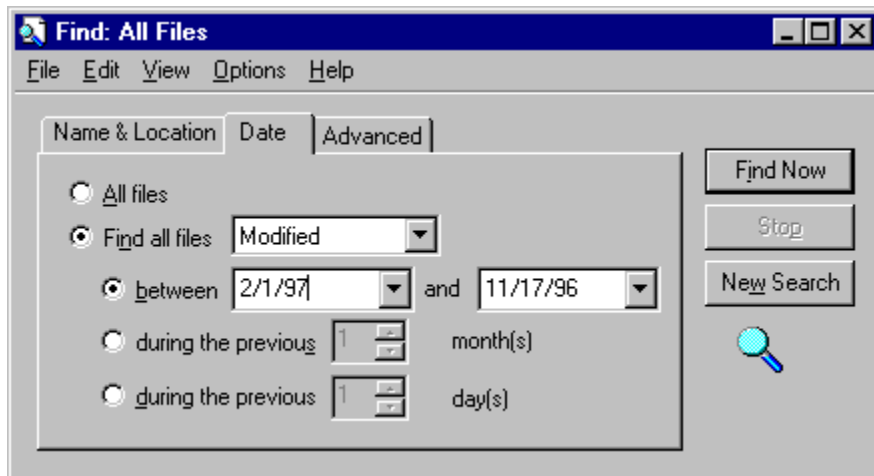 Find: All Files
File Edit View Options Help
Name & Location Date Advanced
All files
Find all files Modified
between 2/1/97 and 11/17/96
during the previous 1 month(s)
during the previous 1 day(s)
Find Now
Stop
New Search